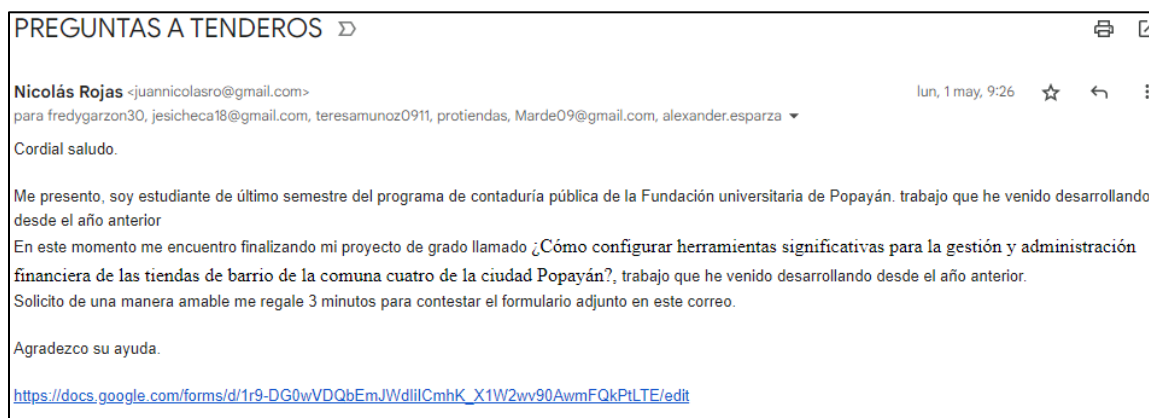 PREGUNTAS A TENDEROS
Nicolás Rojas <juannicolasro@gmail.com>
lun, 1 may, 9:26
para fredygarzon30, jesicheca18@gmail.com, teresamunoz0911, protiendas, Marde09@gmail.com, alexander.esparza
Cordial saludo.
Me presento, soy estudiante de último semestre del programa de contaduría pública de la Fundación universitaria de Popayán. trabajo que he venido desarrollando
desde el año anterior
En este momento me encuentro finalizando mi proyecto de grado llamado ¿Cómo configurar herramientas significativas para la gestión y administración
financiera de las tiendas de barrio de la comuna cuatro de la ciudad Popayán?, trabajo que he venido desarrollando desde el año anterior.
Solicito de una manera amable me regale 3 minutos para contestar el formulario adjunto en este correo.
Agradezco su ayuda.
https://docs.google.com/forms/d/1r9-DG0wVDQbEmJWdIiICmhK_X1W2wv90AwmFQkPtLTE/edit